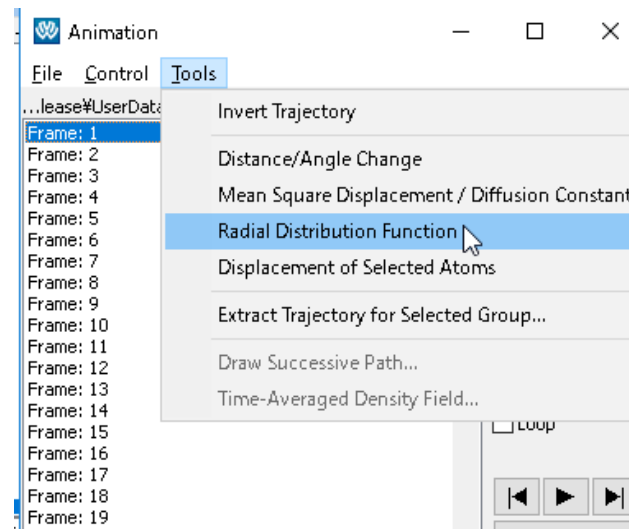 Animation
File Control Tools
...lease¥UserData
Invert Trajectory
Distance/Angle Change
Mean Square Displacement / Diffusion Constant
Radial Distribution Function
Displacement of Selected Atoms
Extract Trajectory for Selected Group...
Draw Successive Path...
Time-Averaged Density Field...
Loop
Frame: 1
Frame: 2
Frame: 3
Frame: 4
Frame: 5
Frame: 6
Frame: 7
Frame: 8
Frame: 9
Frame: 10
Frame: 11
Frame: 12
Frame: 13
Frame: 14
Frame: 15
Frame: 16
Frame: 17
Frame: 18
Frame: 19